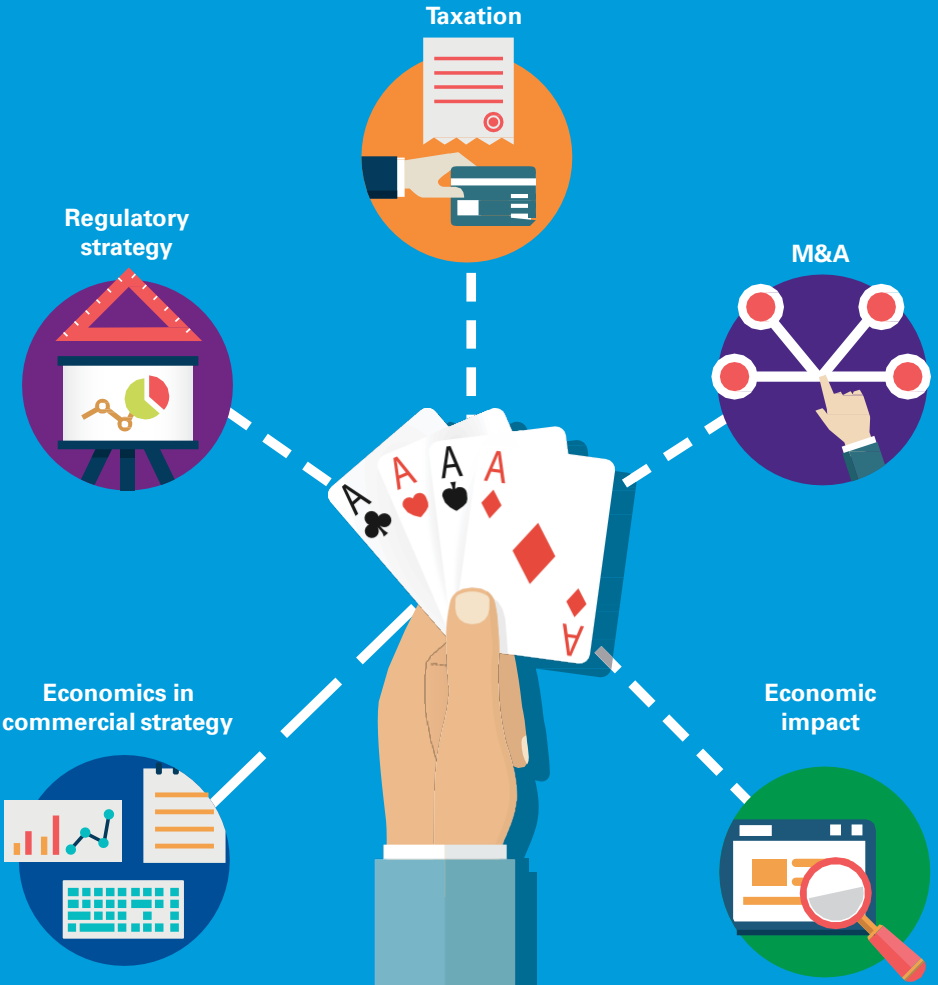 Taxation
Regulatory
strategy
M&A
A
A
A
A
A
Economics in
commercial strategy
Economic
impact